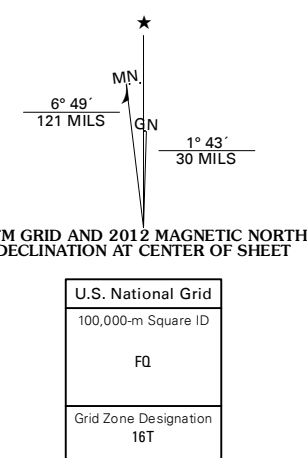 ★
M.N.
GN
6° 49´
121 MILS
1° 43´
30 MILS
TM GRID AND 2012 MAGNETIC NORTH
DECLINATION AT CENTER OF SHEET
U.S. National Grid
100,000-m Square ID
FQ
Grid Zone Designation
16T